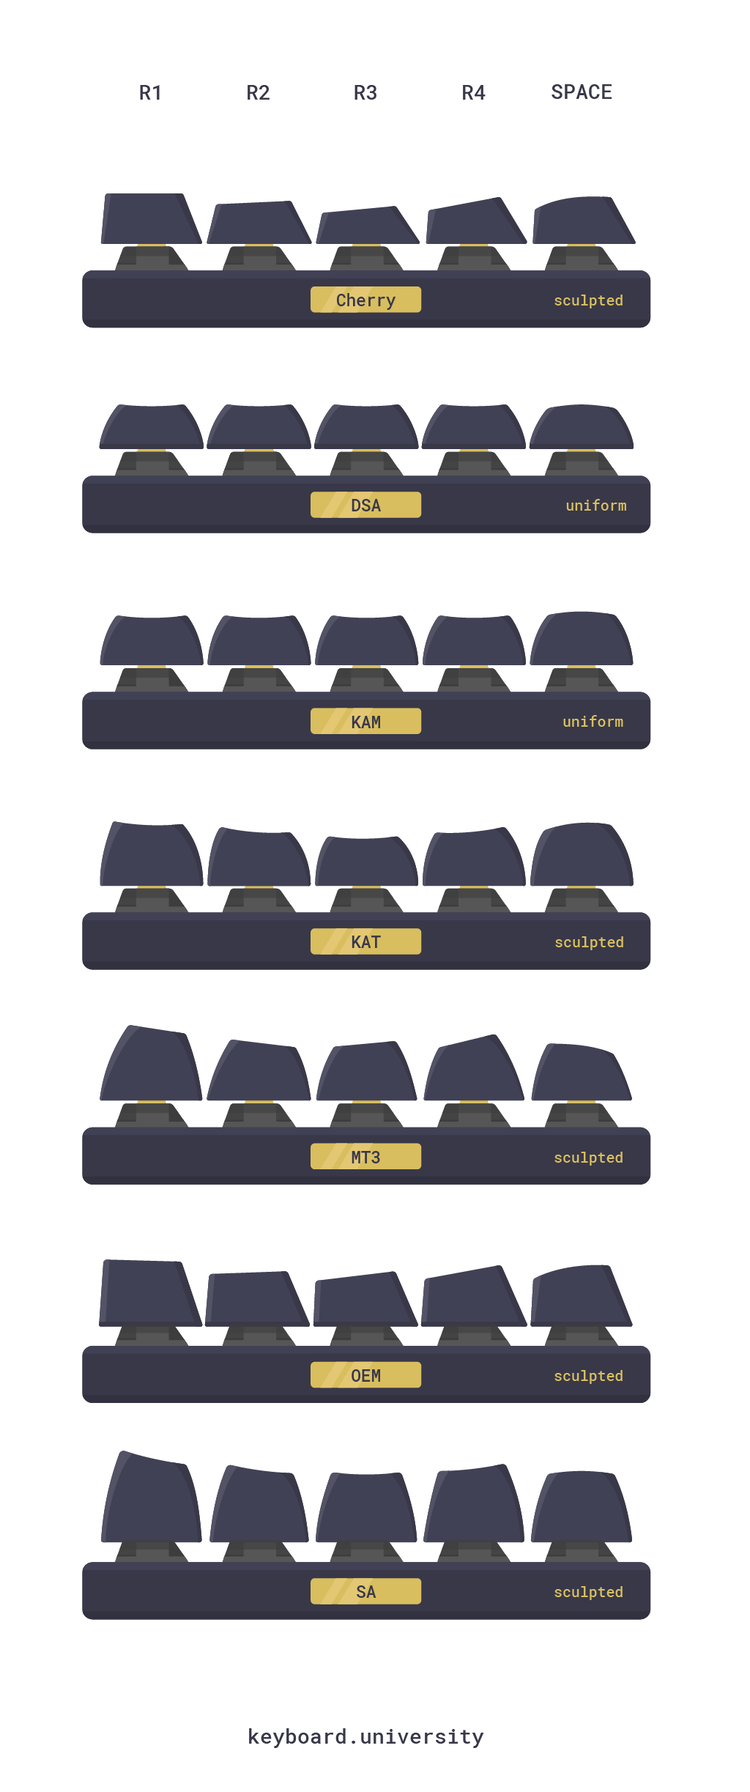 R1 R2 R3 R4 SPACE
Cherry sculpted
DSA uniform
KAM uniform
KAT sculpted
MT3 sculpted
OEM sculpted
SA sculpted
keyboard.university